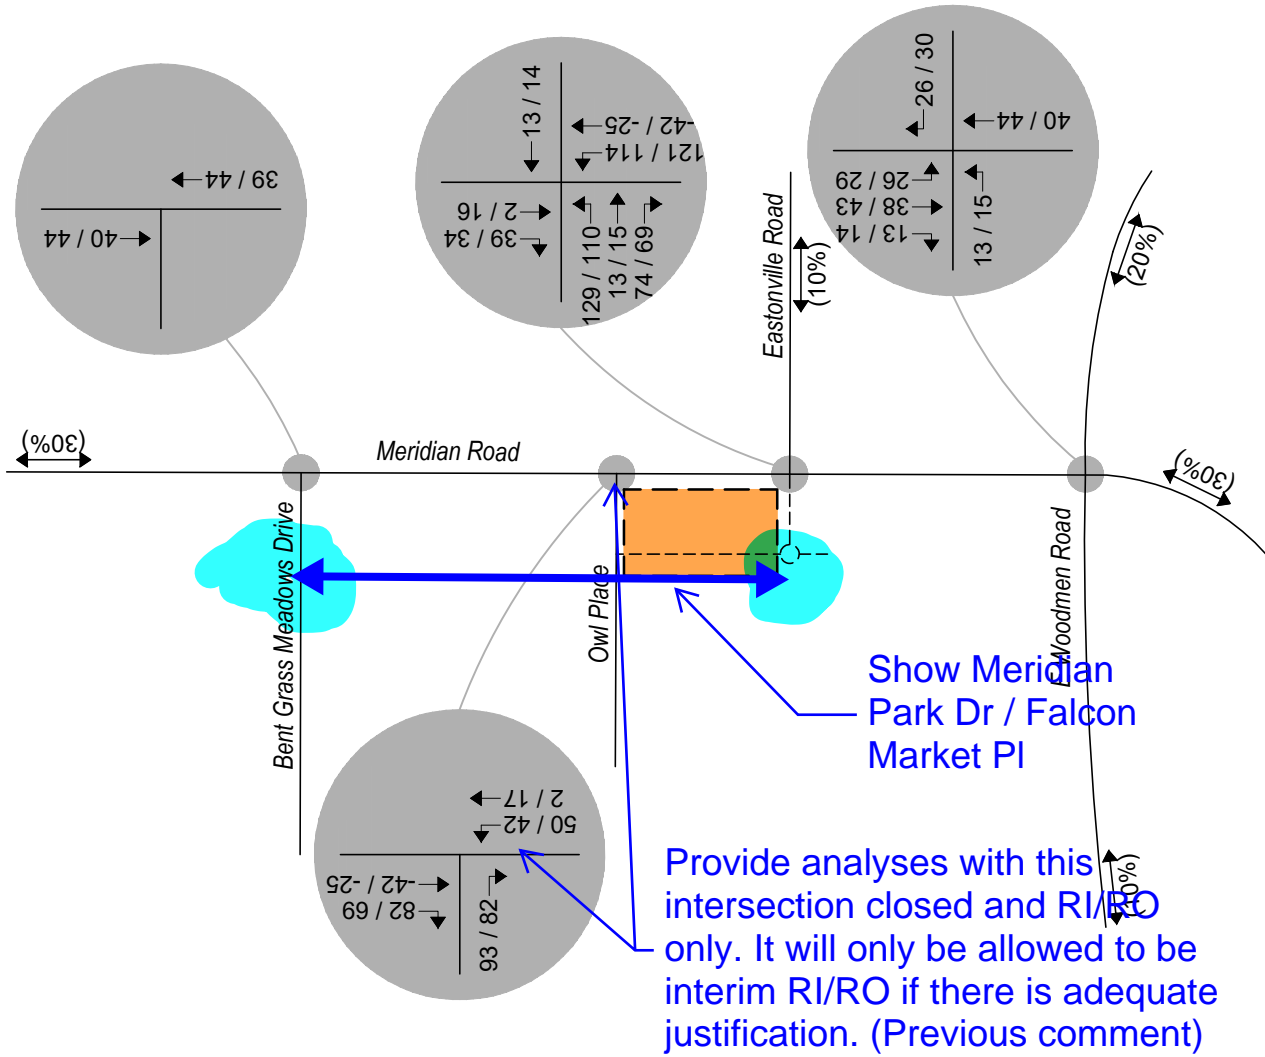 39 / 44
40 / 44
13 / 14
-42 / -25
121 / 114
2 / 16
39 / 34
129 / 110
13 / 15
74 / 69
26 / 30
40 / 44
26 / 29
38 / 43
13 / 14
13 / 15
Eastonville Road
(10%)
(20%)
(30%)
Meridian Road
(30%)
Bent Grass Meadows Drive
Owl Place
E Woodmen Road
Show Meridian
Park Dr / Falcon
Market Pl
2 / 17
50 / 42
-42 / -25
82 / 69
93 / 82
(10%)
Provide analyses with this
intersection closed and RI/RO
only. It will only be allowed to be
interim RI/RO if there is adequate
justification. (Previous comment)